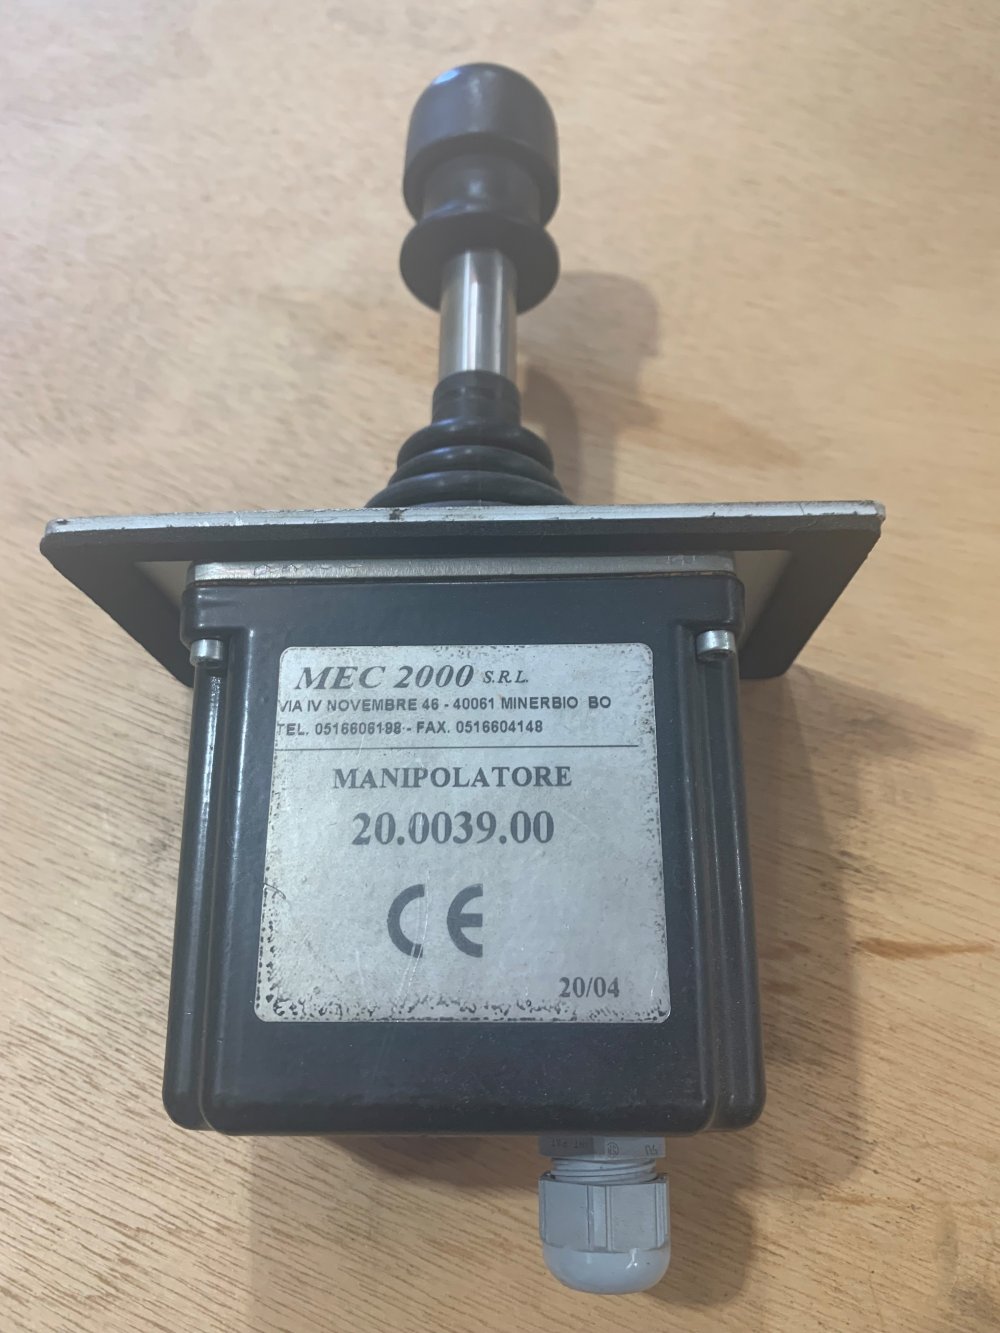 MEC 2000 S.R.L.
VIA IV NOVEMBRE 46 - 40061 MINERBIO BO
TEL. 0516606198 - FAX. 0516604148
MANIPOLATORE
20.0039.00
CE
20/04